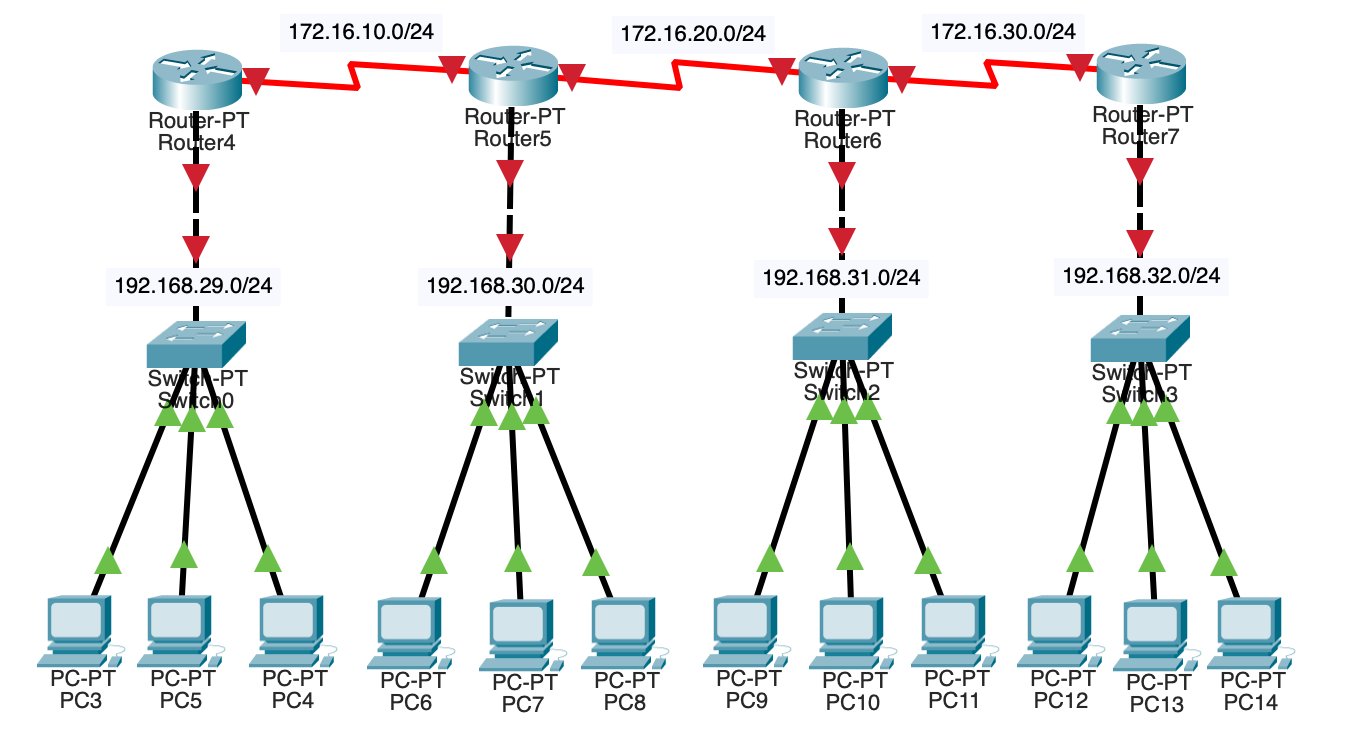 172.16.10.0/24
172.16.20.0/24
172.16.30.0/24
Router-PT
Router4
Router-PT
Router5
Router-PT
Router6
Router-PT
Router7
192.168.29.0/24
192.168.30.0/24
192.168.31.0/24
192.168.32.0/24
Switch-PT
Switch0
Switch-PT
Switch1
Switch-PT
Switch2
Switch-PT
Switch3
PC-PT
PC3
PC-PT
PC5
PC-PT
PC4
PC-PT
PC6
PC-PT
PC7
PC-PT
PC8
PC-PT
PC9
PC-PT
PC10
PC-PT
PC11
PC-PT
PC12
PC-PT
PC13
PC-PT
PC14